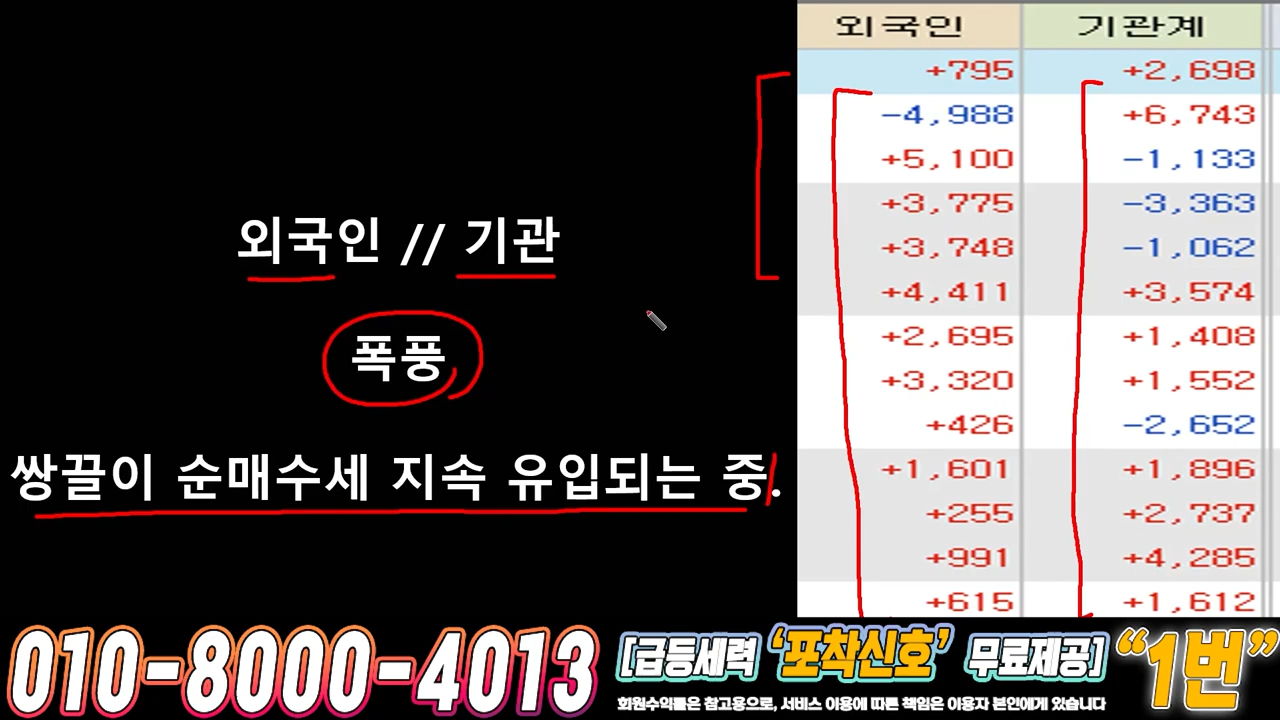 외국인 // 기관
폭풍
쌍끌이 순매수세 지속 유입되는 중.
외국인 기관계
+795 +2,698
-4,988 +6,743
+5,100 -1,133
+3,775 -3,363
+3,748 -1,062
+4,411 +3,574
+2,695 +1,408
+3,320 +1,552
+426 -2,652
+1,601 +1,896
+255 +2,737
+991 +4,285
+615 +1,612
010-8000-4013 [급등세력 ‘포착신호’ 무료제공] “1번”
회원수익률은 참고용으로, 서비스 이용에 따른 책임은 이용자 본인에게 있습니다